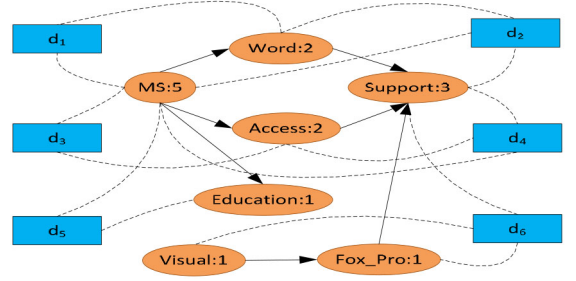 d₁
Word:2
d₂
MS:5
Support:3
d₃
Access:2
d₄
Education:1
d₅
d₆
Visual:1
Fox_Pro:1